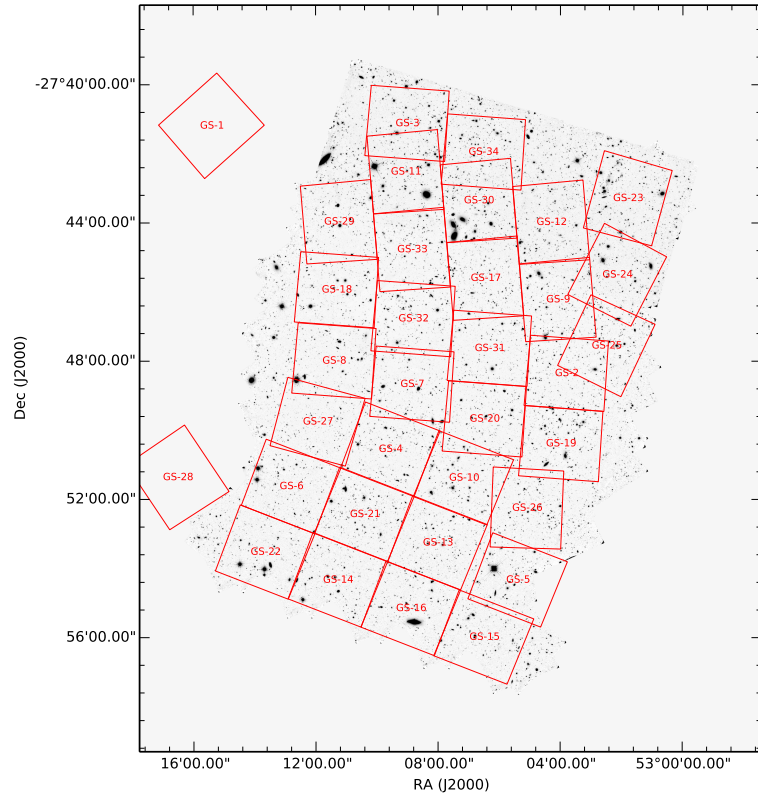 -27°40'00.00"
GS-1
GS-3
GS-34
GS-11
GS-23
GS-30
44'00.00"
GS-29
GS-12
GS-33
GS-24
GS-17
GS-18
GS-9
GS-32
GS-25
GS-31
48'00.00"
GS-8
GS-2
GS-7
GS-20
GS-27
GS-19
GS-4
GS-28
GS-10
GS-6
52'00.00"
GS-26
GS-21
GS-13
GS-22
GS-14
GS-5
GS-16
56'00.00"
GS-15
Dec (J2000)
16'00.00" 12'00.00" 08'00.00" 04'00.00" 53°00'00.00"
RA (J2000)